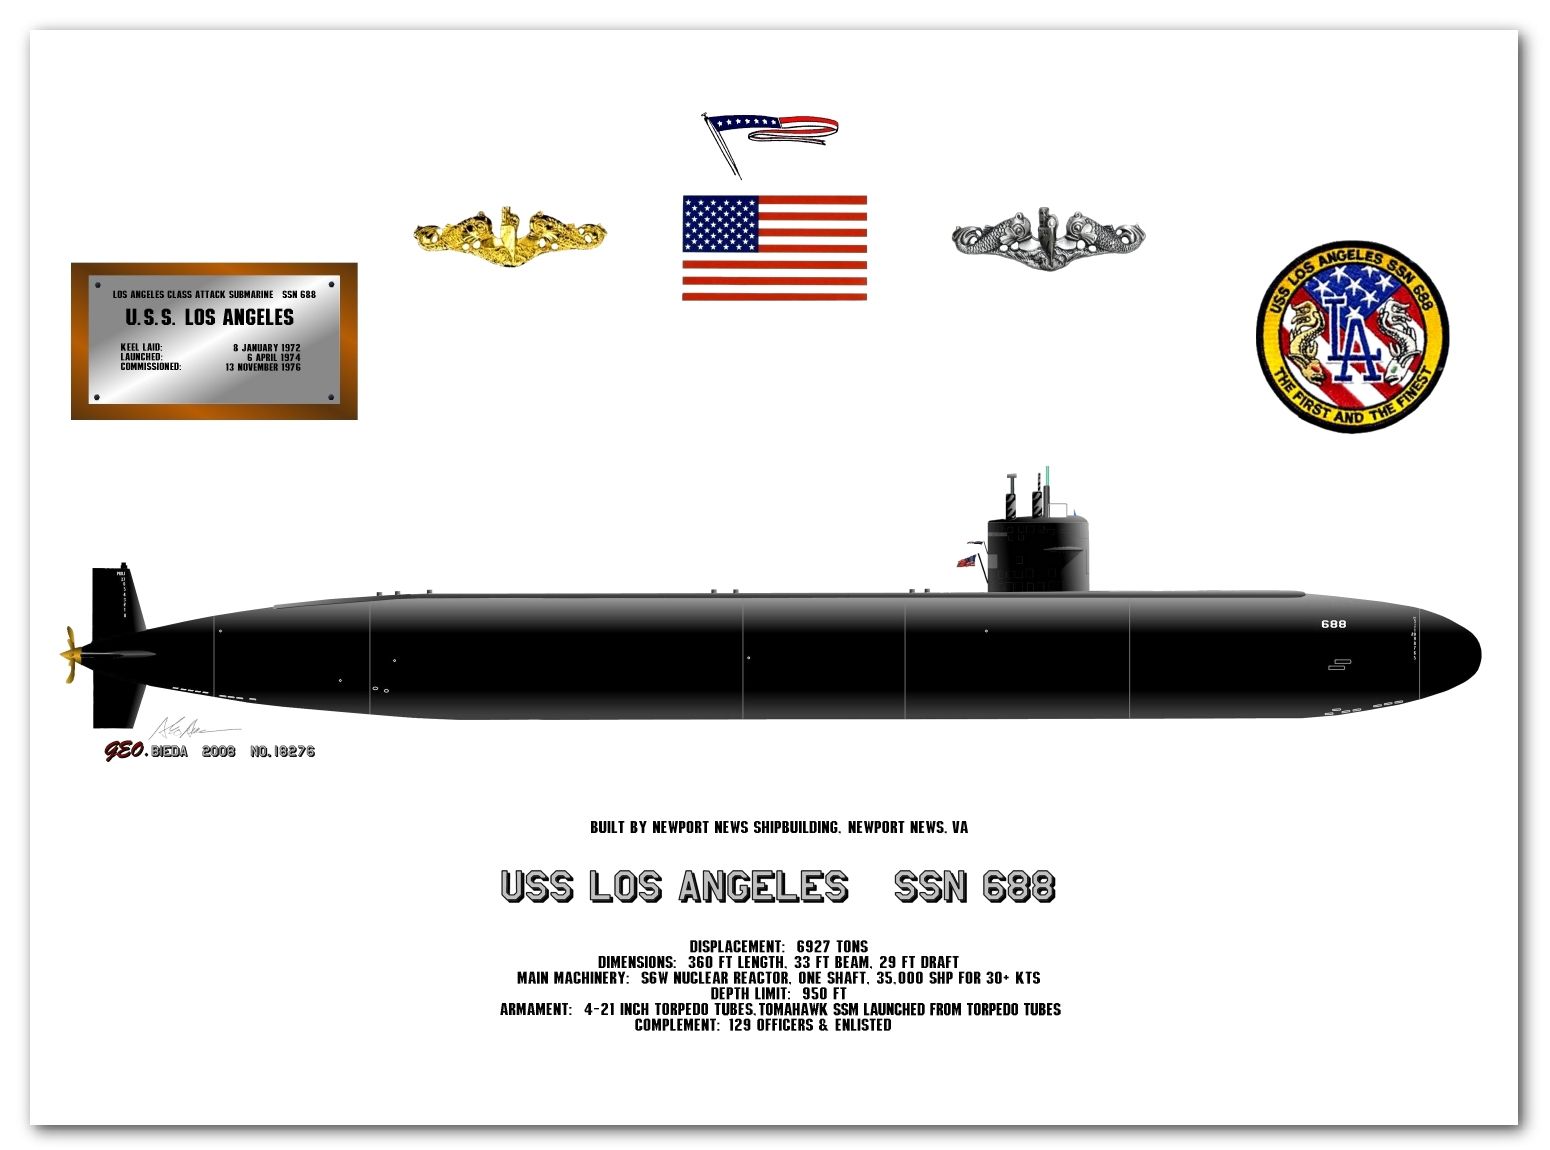 LOS ANGELES CLASS ATTACK SUBMARINE SSN 688
U.S.S. LOS ANGELES
KEEL LAID: 8 JANUARY 1972
LAUNCHED: 6 APRIL 1974
COMMISSIONED: 13 NOVEMBER 1976
USS LOS ANGELES SSN 688
LA
THE FIRST AND THE FINEST
688
GEO. BIEDA 2008 NO.18276
BUILT BY NEWPORT NEWS SHIPBUILDING, NEWPORT NEWS, VA
USS LOS ANGELES SSN 688
DISPLACEMENT: 6927 TONS
DIMENSIONS: 360 FT LENGTH, 33 FT BEAM, 29 FT DRAFT
MAIN MACHINERY: S6W NUCLEAR REACTOR, ONE SHAFT, 35,000 SHP FOR 30+ KTS
DEPTH LIMIT: 950 FT
ARMAMENT: 4-21 INCH TORPEDO TUBES, TOMAHAWK SSM LAUNCHED FROM TORPEDO TUBES
COMPLEMENT: 129 OFFICERS & ENLISTED